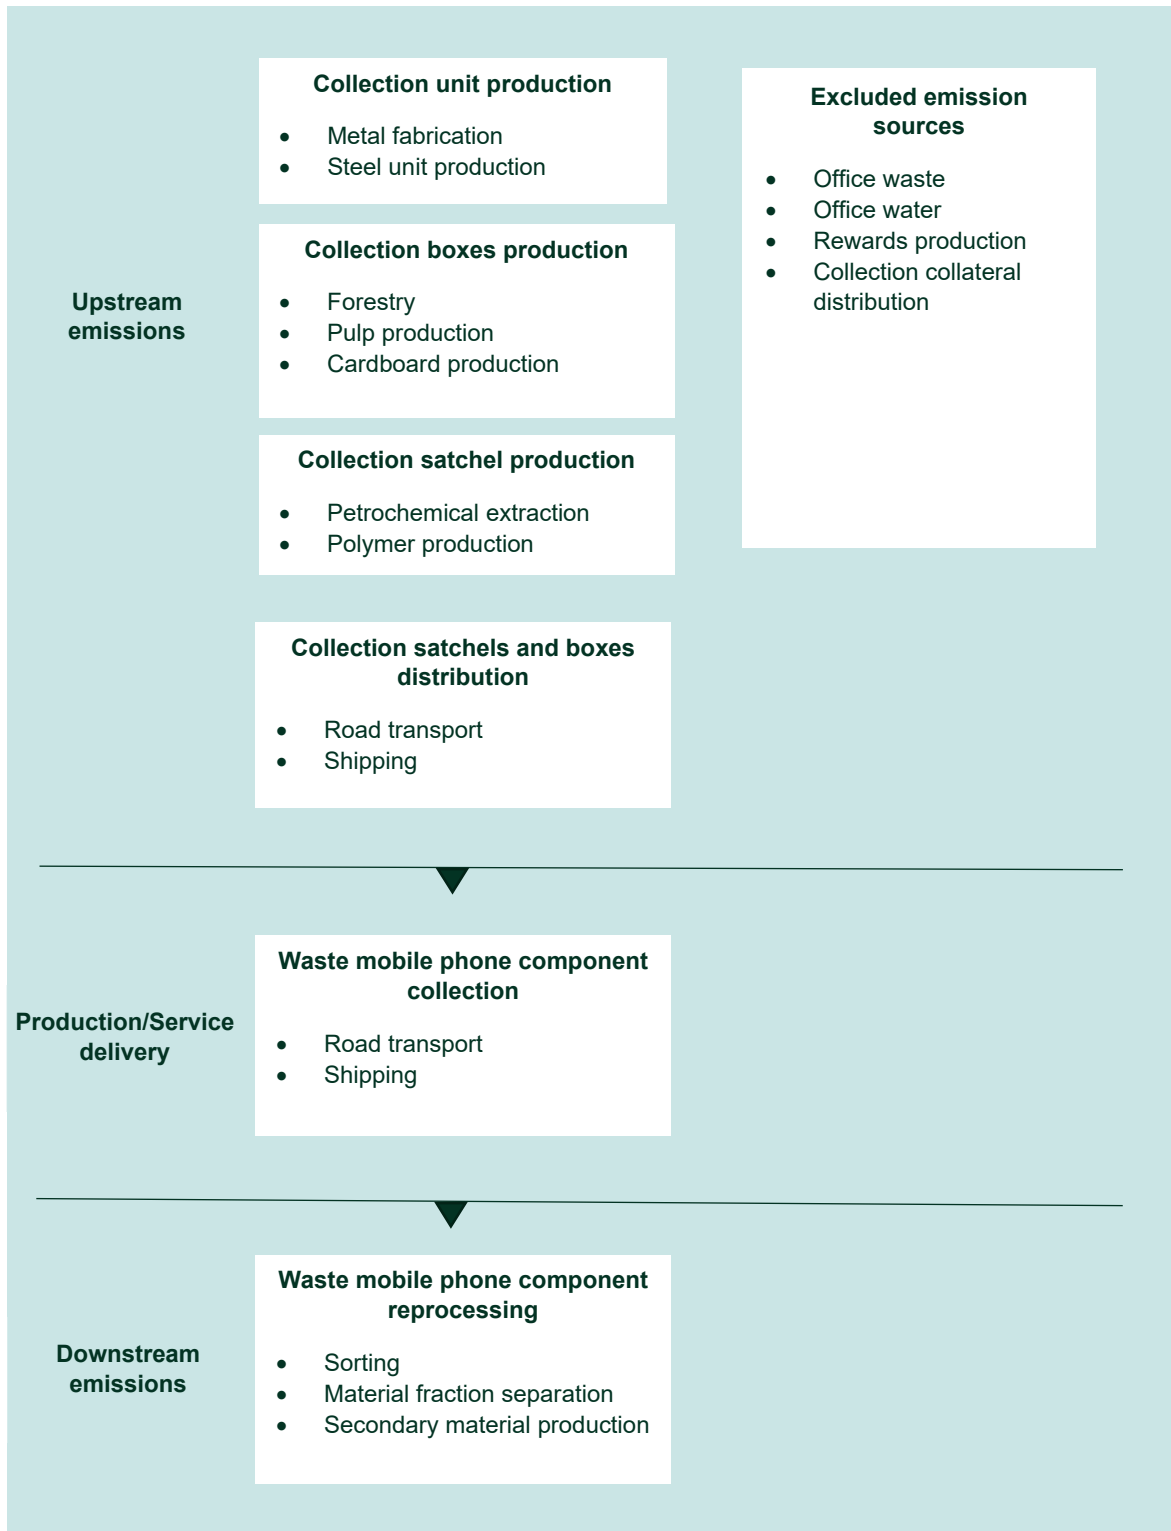 Upstream
emissions
Collection unit production
• Metal fabrication
• Steel unit production
Collection boxes production
• Forestry
• Pulp production
• Cardboard production
Collection satchel production
• Petrochemical extraction
• Polymer production
Collection satchels and boxes
distribution
• Road transport
• Shipping
Excluded emission
sources
• Office waste
• Office water
• Rewards production
• Collection collateral
distribution
Production/Service
delivery
Waste mobile phone component
collection
• Road transport
• Shipping
Downstream
emissions
Waste mobile phone component
reprocessing
• Sorting
• Material fraction separation
• Secondary material production